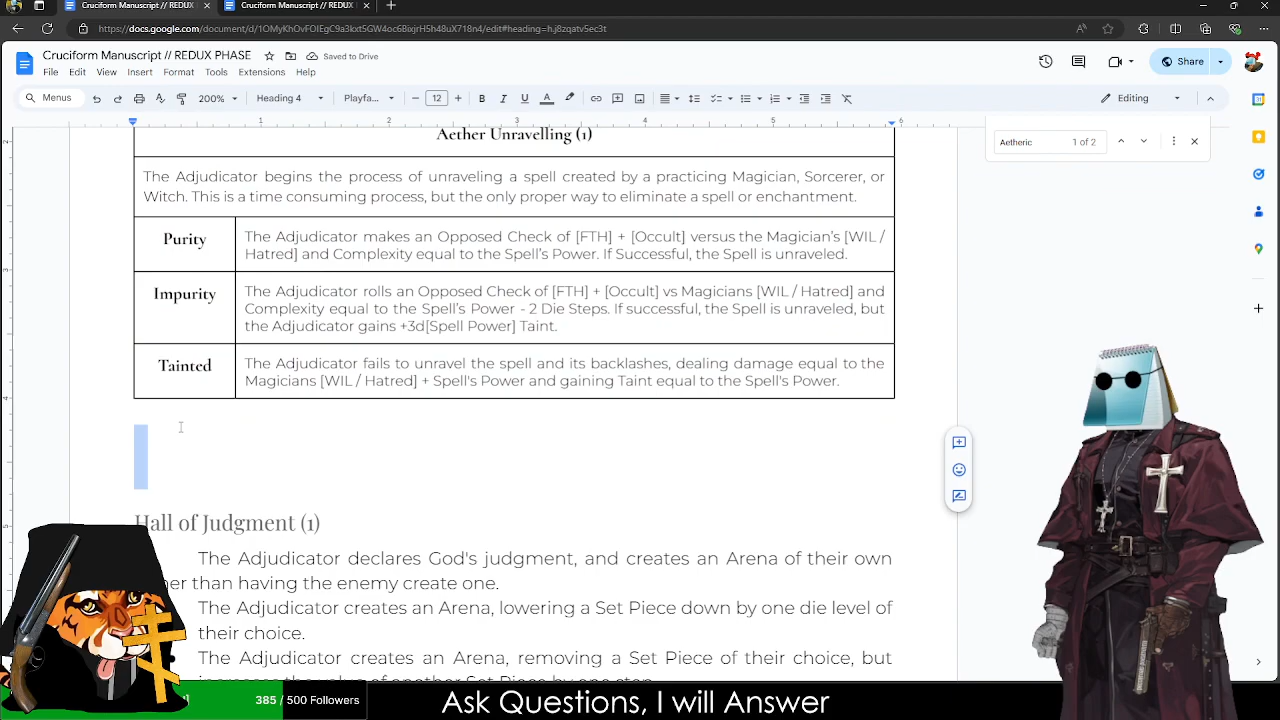 Cruciform Manuscript // REDUX PH
Cruciform Manuscript // REDUX PH
https://docs.google.com/document/d/1OMyKhOvFOIEgC9a3kxt5GW4oc6BixjrH5h48uX718n4/edit#heading=h.j8zqatv5ec3t
Cruciform Manuscript // REDUX PHASE
Saved to Drive
File Edit View Insert Format Tools Extensions Help
Share
Menus 200% Heading 4 Playfa... 12 B I U A Editing
1 2 3 4 5 6
Aetheric 1 of 2
Aether Unravelling (1)
The Adjudicator begins the process of unraveling a spell created by a practicing Magician, Sorcerer, or
Witch. This is a time consuming process, but the only proper way to eliminate a spell or enchantment.
Purity
The Adjudicator makes an Opposed Check of [FTH] + [Occult] versus the Magician's [WIL /
Hatred] and Complexity equal to the Spell's Power. If Successful, the Spell is unraveled.
Impurity
The Adjudicator rolls an Opposed Check of [FTH] + [Occult] vs Magicians [WIL / Hatred] and
Complexity equal to the Spell's Power - 2 Die Steps. If successful, the Spell is unraveled, but
the Adjudicator gains +3d[Spell Power] Taint.
Tainted
The Adjudicator fails to unravel the spell and its backlashes, dealing damage equal to the
Magicians [WIL / Hatred] + Spell's Power and gaining Taint equal to the Spell's Power.
Hall of Judgment (1)
The Adjudicator declares God's judgment, and creates an Arena of their own
than having the enemy create one.
The Adjudicator creates an Arena, lowering a Set Piece down by one die level of
their choice.
The Adjudicator creates an Arena, removing a Set Piece of their choice, but
385 / 500 Followers
Ask Questions, I will Answer